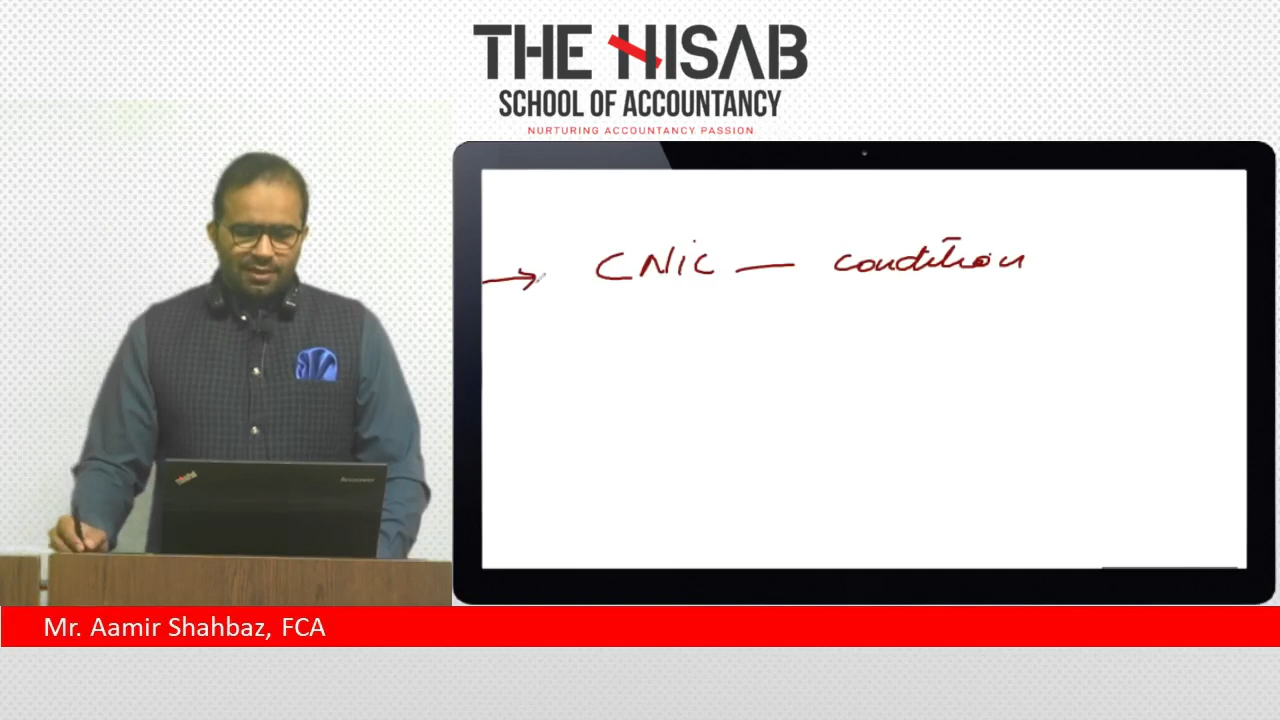 THE HISAB
SCHOOL OF ACCOUNTANCY
NURTURING ACCOUNTANCY PASSION
→ CNIC — condition
Mr. Aamir Shahbaz, FCA